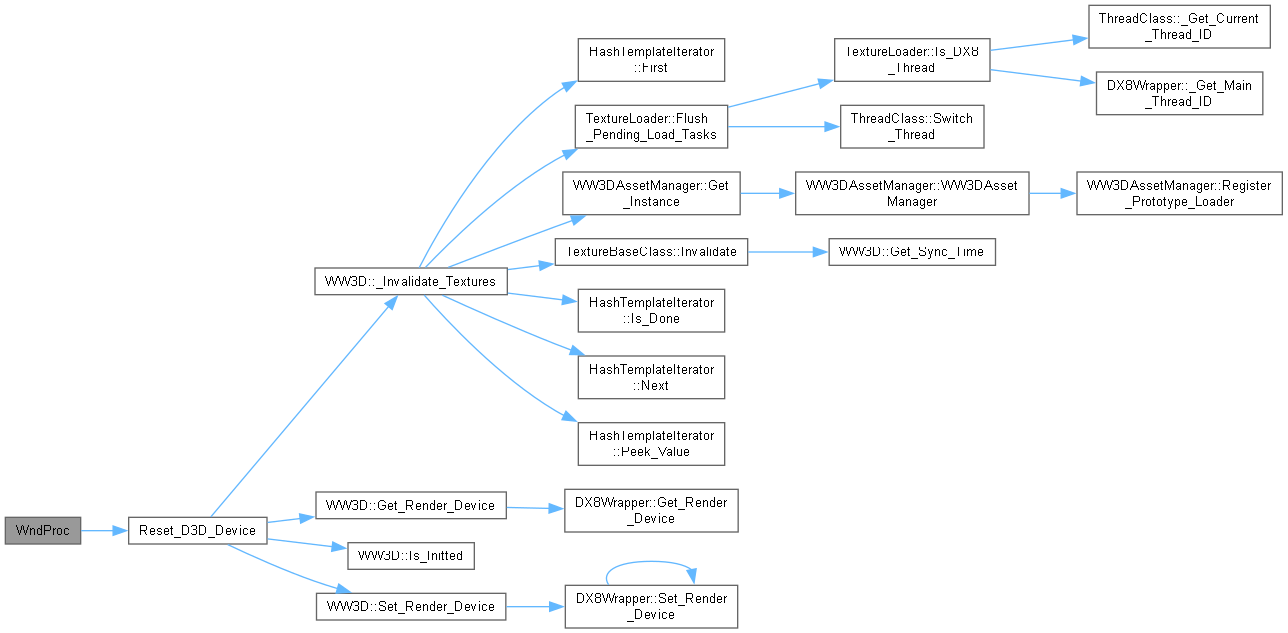 WndProc
Reset_D3D_Device
WW3D::_Invalidate_Textures
HashTemplateIterator
::First
TextureLoader::Flush
_Pending_Load_Tasks
TextureLoader::Is_DX8
_Thread
ThreadClass::_Get_Current
_Thread_ID
DX8Wrapper::_Get_Main
_Thread_ID
ThreadClass::Switch
_Thread
WW3DAssetManager::Get
_Instance
WW3DAssetManager::WW3DAsset
Manager
WW3DAssetManager::Register
_Prototype_Loader
TextureBaseClass::Invalidate
WW3D::Get_Sync_Time
HashTemplateIterator
::Is_Done
HashTemplateIterator
::Next
HashTemplateIterator
::Peek_Value
WW3D::Get_Render_Device
DX8Wrapper::Get_Render
_Device
WW3D::Is_Initted
WW3D::Set_Render_Device
DX8Wrapper::Set_Render
_Device